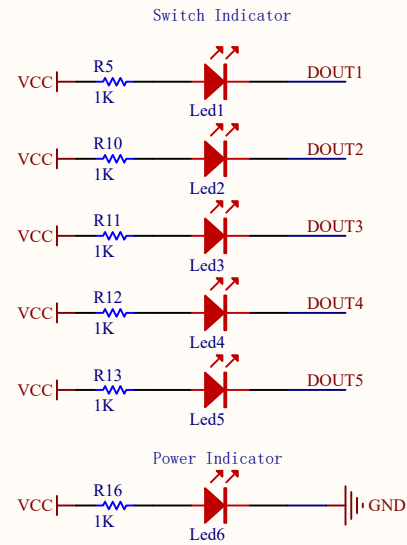 Switch Indicator
R5
VCC
1K
Led1
DOUT1
R10
VCC
1K
Led2
DOUT2
R11
VCC
1K
Led3
DOUT3
R12
VCC
1K
Led4
DOUT4
R13
VCC
1K
Led5
DOUT5
Power Indicator
R16
VCC
1K
Led6
GND